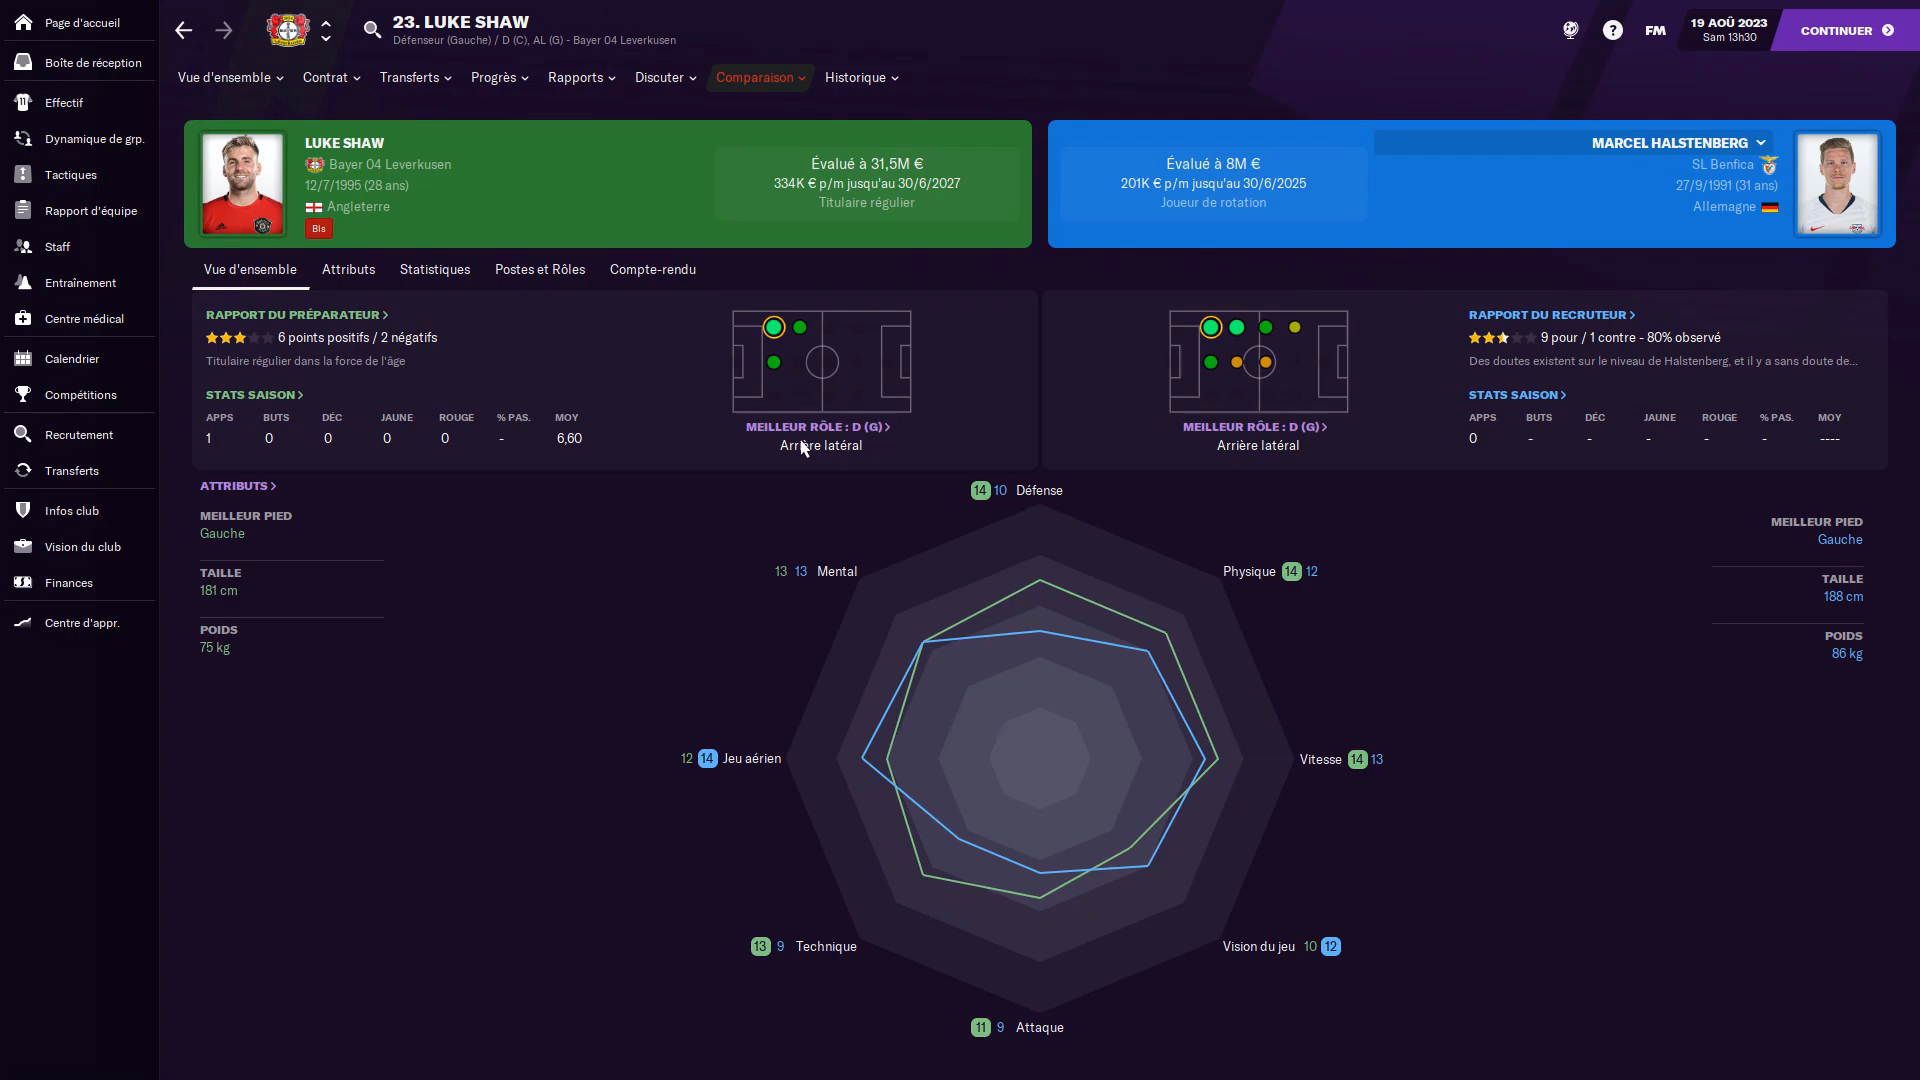 Page d'accueil
Boîte de réception
Effectif
Dynamique de grp.
Tactiques
Rapport d'équipe
Staff
Entraînement
Centre médical
Calendrier
Compétitions
Recrutement
Transferts
Infos club
Vision du club
Finances
Centre d'appr.
23. LUKE SHAW
Défenseur (Gauche) / D (C), AL (G) - Bayer 04 Leverkusen
FM
19 AOÛ 2023
Sam 13h30
CONTINUER
Vue d'ensemble Contrat Transferts Progrès Rapports Discuter Comparaison Historique
LUKE SHAW
Bayer 04 Leverkusen
12/7/1995 (28 ans)
Angleterre
Bls
Évalué à 31,5M €
334K € p/m jusqu'au 30/6/2027
Titulaire régulier
Évalué à 8M €
201K € p/m jusqu'au 30/6/2025
Joueur de rotation
MARCEL HALSTENBERG
SL Benfica
27/9/1991 (31 ans)
Allemagne
Vue d'ensemble Attributs Statistiques Postes et Rôles Compte-rendu
RAPPORT DU PRÉPARATEUR >
6 points positifs / 2 négatifs
Titulaire régulier dans la force de l'âge
STATS SAISON >
APPS BUTS DÉC JAUNE ROUGE % PAS. MOY
1 0 0 0 0 - 6,60
MEILLEUR RÔLE : D (G) >
Arrière latéral
MEILLEUR RÔLE : D (G) >
Arrière latéral
RAPPORT DU RECRUTEUR >
9 pour / 1 contre - 80% observé
Des doutes existent sur le niveau de Halstenberg, et il y a sans doute de...
STATS SAISON >
APPS BUTS DÉC JAUNE ROUGE % PAS. MOY
0 - - - - - ----
ATTRIBUTS >
MEILLEUR PIED
Gauche
TAILLE
181 cm
POIDS
75 kg
14 10 Défense
13 13 Mental
Physique 14 12
12 14 Jeu aérien
Vitesse 14 13
13 9 Technique
Vision du jeu 10 12
11 9 Attaque
MEILLEUR PIED
Gauche
TAILLE
188 cm
POIDS
86 kg